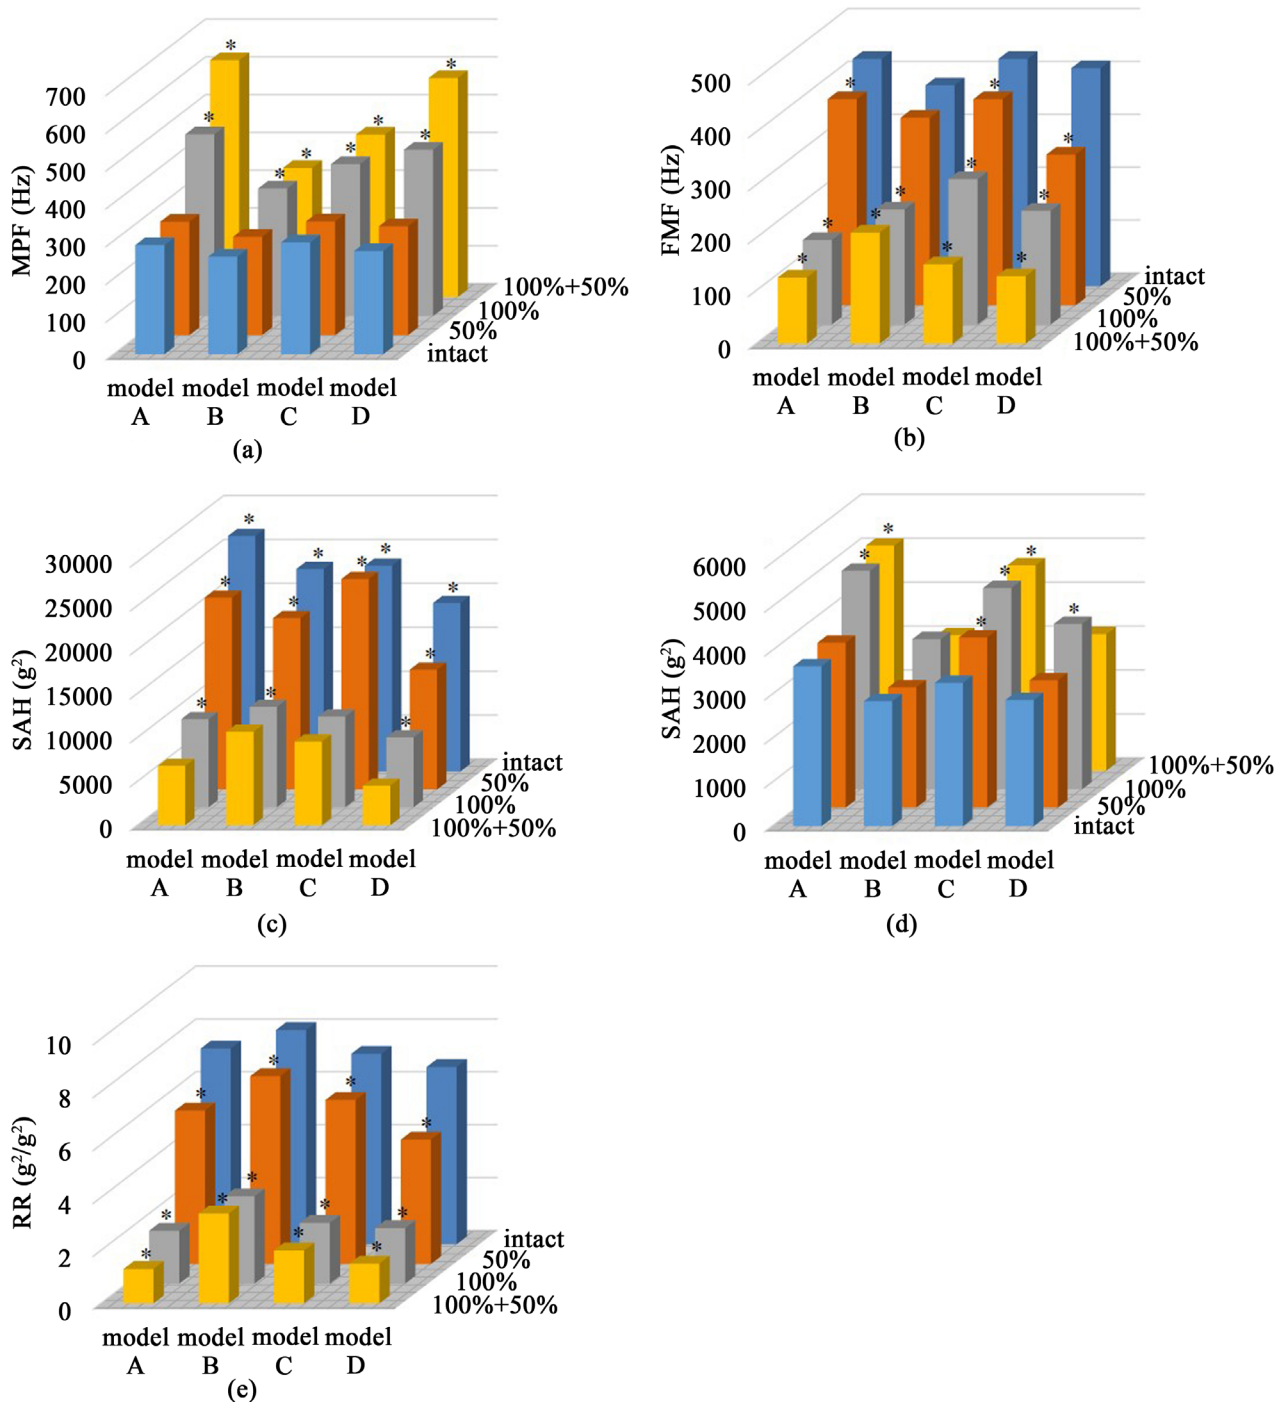 MPF (Hz)
700
600
500
400
300
200
100
0
* * * * * * * *
100%+50%
100%
50%
intact
model model model model
A B C D
(a)
FMF (Hz)
500
400
300
200
100
0
* * * * * * * * * * *
intact
50%
100%
100%+50%
model model model model
A B C D
(b)
SAH (g²)
30000
25000
20000
15000
10000
5000
0
* * * * * * * * * * *
intact
50%
100%
100%+50%
model model model model
A B C D
(c)
SAH (g²)
6000
5000
4000
3000
2000
1000
0
* * * * * *
100%+50%
100%
50%
intact
model model model model
A B C D
(d)
RR (g²/g²)
10
8
6
4
2
0
* * * * * * * * * * * *
intact
50%
100%
100%+50%
model model model model
A B C D
(e)